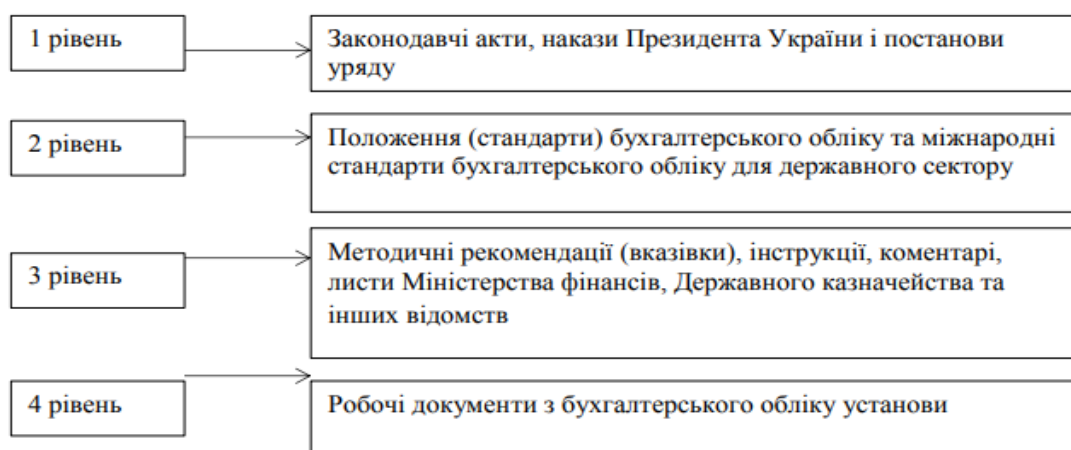 1 рівень
Законодавчі акти, накази Президента України і постанови
уряду
2 рівень
Положення (стандарти) бухгалтерського обліку та міжнародні
стандарти бухгалтерського обліку для державного сектору
3 рівень
Методичні рекомендації (вказівки), інструкції, коментарі,
листи Міністерства фінансів, Державного казначейства та
інших відомств
4 рівень
Робочі документи з бухгалтерського обліку установи